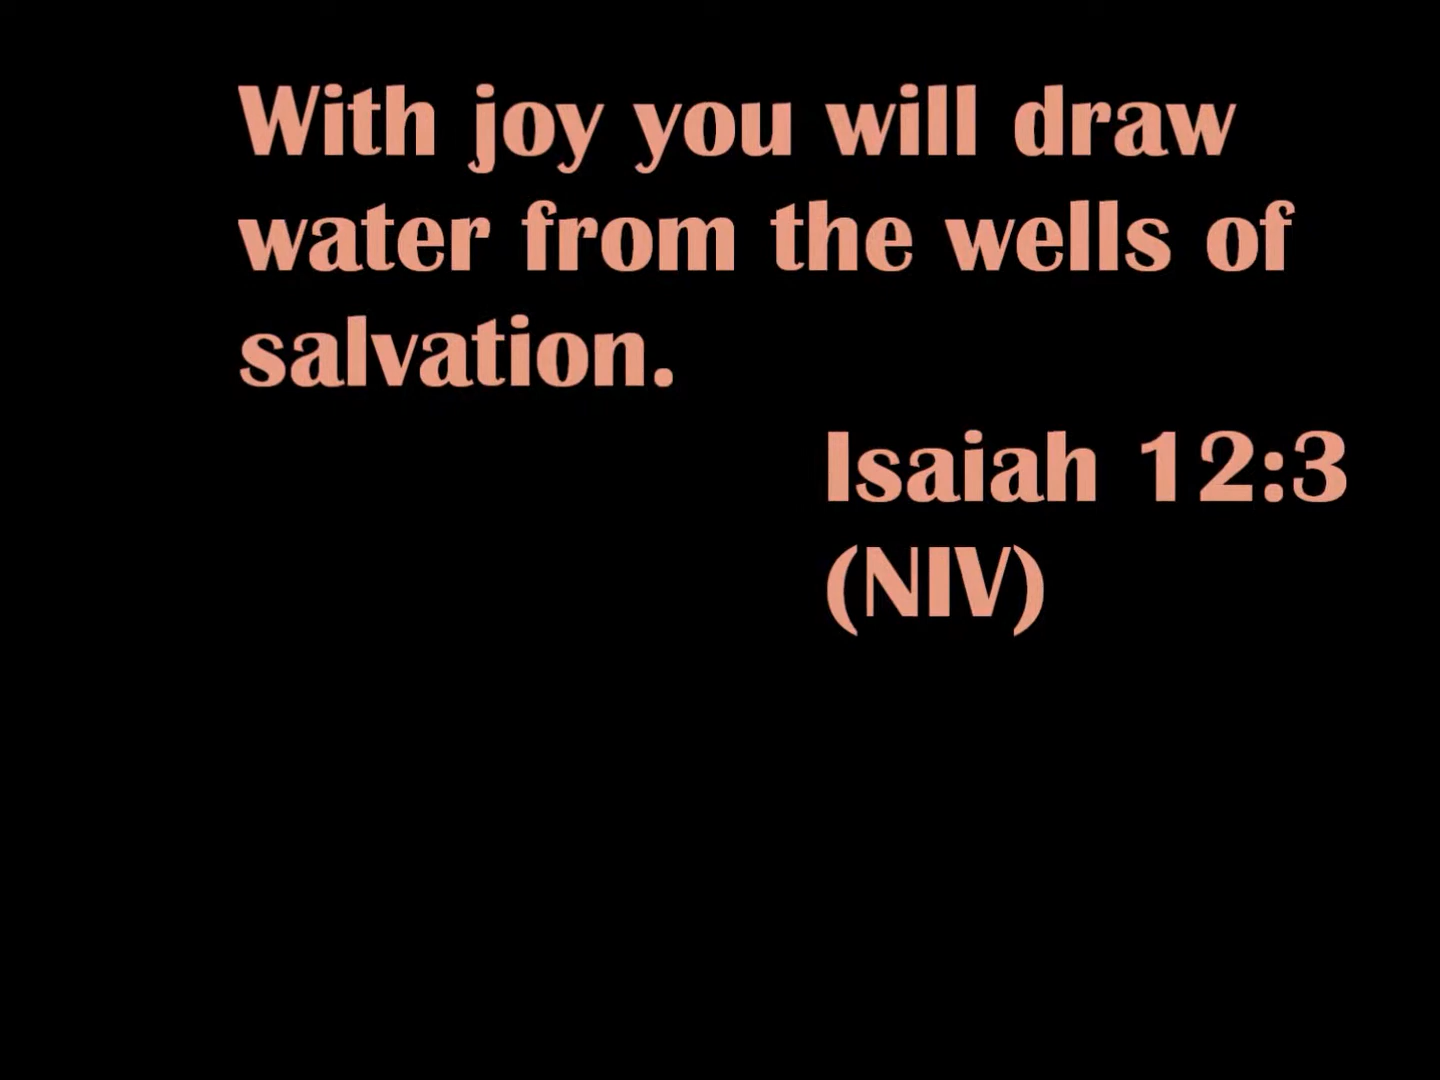 With joy you will draw
water from the wells of
salvation.
Isaiah 12:3
(NIV)